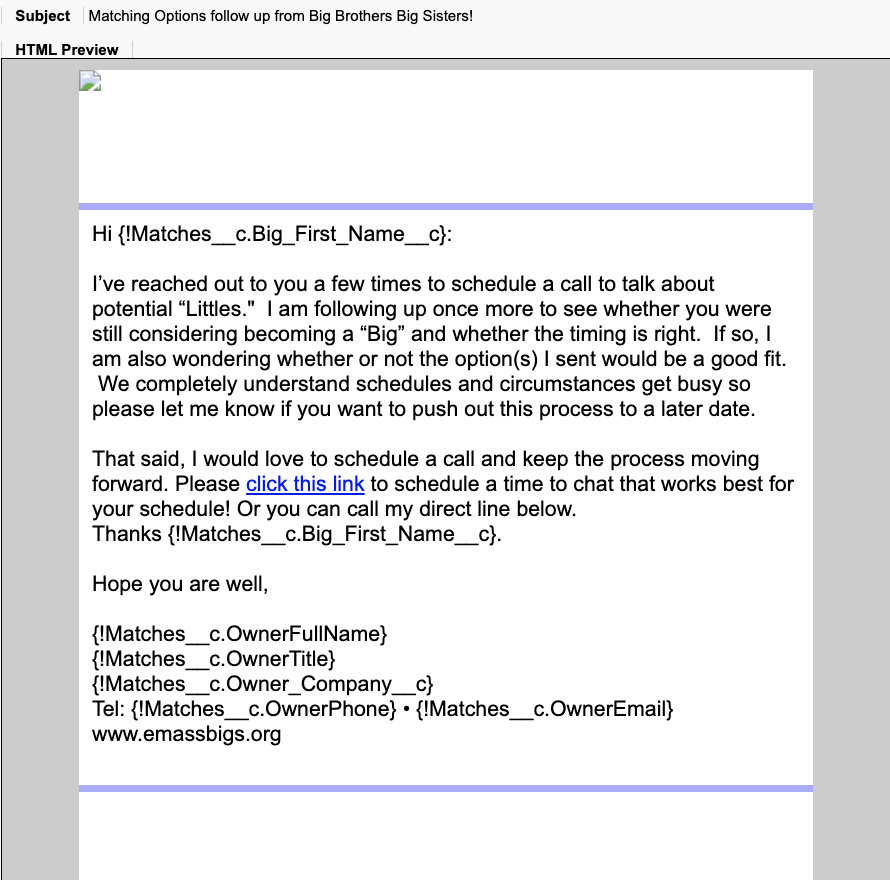 Subject Matching Options follow up from Big Brothers Big Sisters!
HTML Preview
Hi {!Matches__c.Big_First_Name__c}:
I’ve reached out to you a few times to schedule a call to talk about
potential “Littles."  I am following up once more to see whether you were
still considering becoming a “Big” and whether the timing is right.  If so, I
am also wondering whether or not the option(s) I sent would be a good fit.
We completely understand schedules and circumstances get busy so
please let me know if you want to push out this process to a later date.
That said, I would love to schedule a call and keep the process moving
forward. Please click this link to schedule a time to chat that works best for
your schedule! Or you can call my direct line below.
Thanks {!Matches__c.Big_First_Name__c}.
Hope you are well,
{!Matches__c.OwnerFullName}
{!Matches__c.OwnerTitle}
{!Matches__c.Owner_Company__c}
Tel: {!Matches__c.OwnerPhone} • {!Matches__c.OwnerEmail}
www.emassbigs.org